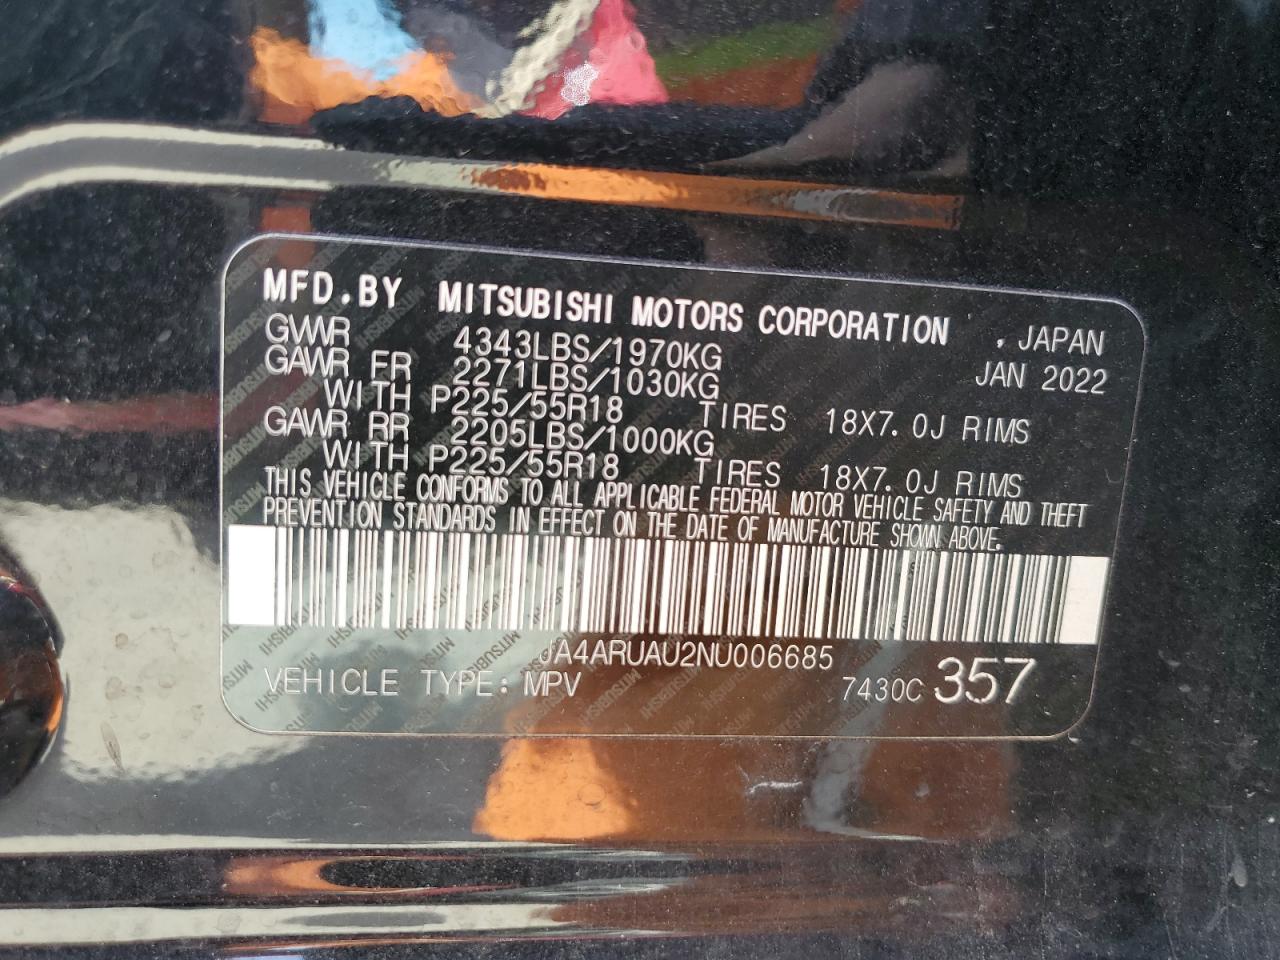 MFD.BY MITSUBISHI MOTORS CORPORATION , JAPAN
GVWR 4343LBS/1970KG JAN 2022
GAWR FR 2271LBS/1030KG
WITH P225/55R18 TIRES 18X7.0J RIMS
GAWR RR 2205LBS/1000KG
WITH P225/55R18 TIRES 18X7.0J RIMS
THIS VEHICLE CONFORMS TO ALL APPLICABLE FEDERAL MOTOR VEHICLE SAFETY AND THEFT
PREVENTION STANDARDS IN EFFECT ON THE DATE OF MANUFACTURE SHOWN ABOVE.
JA4ARUAU2NU006685
VEHICLE TYPE: MPV 7430C 357